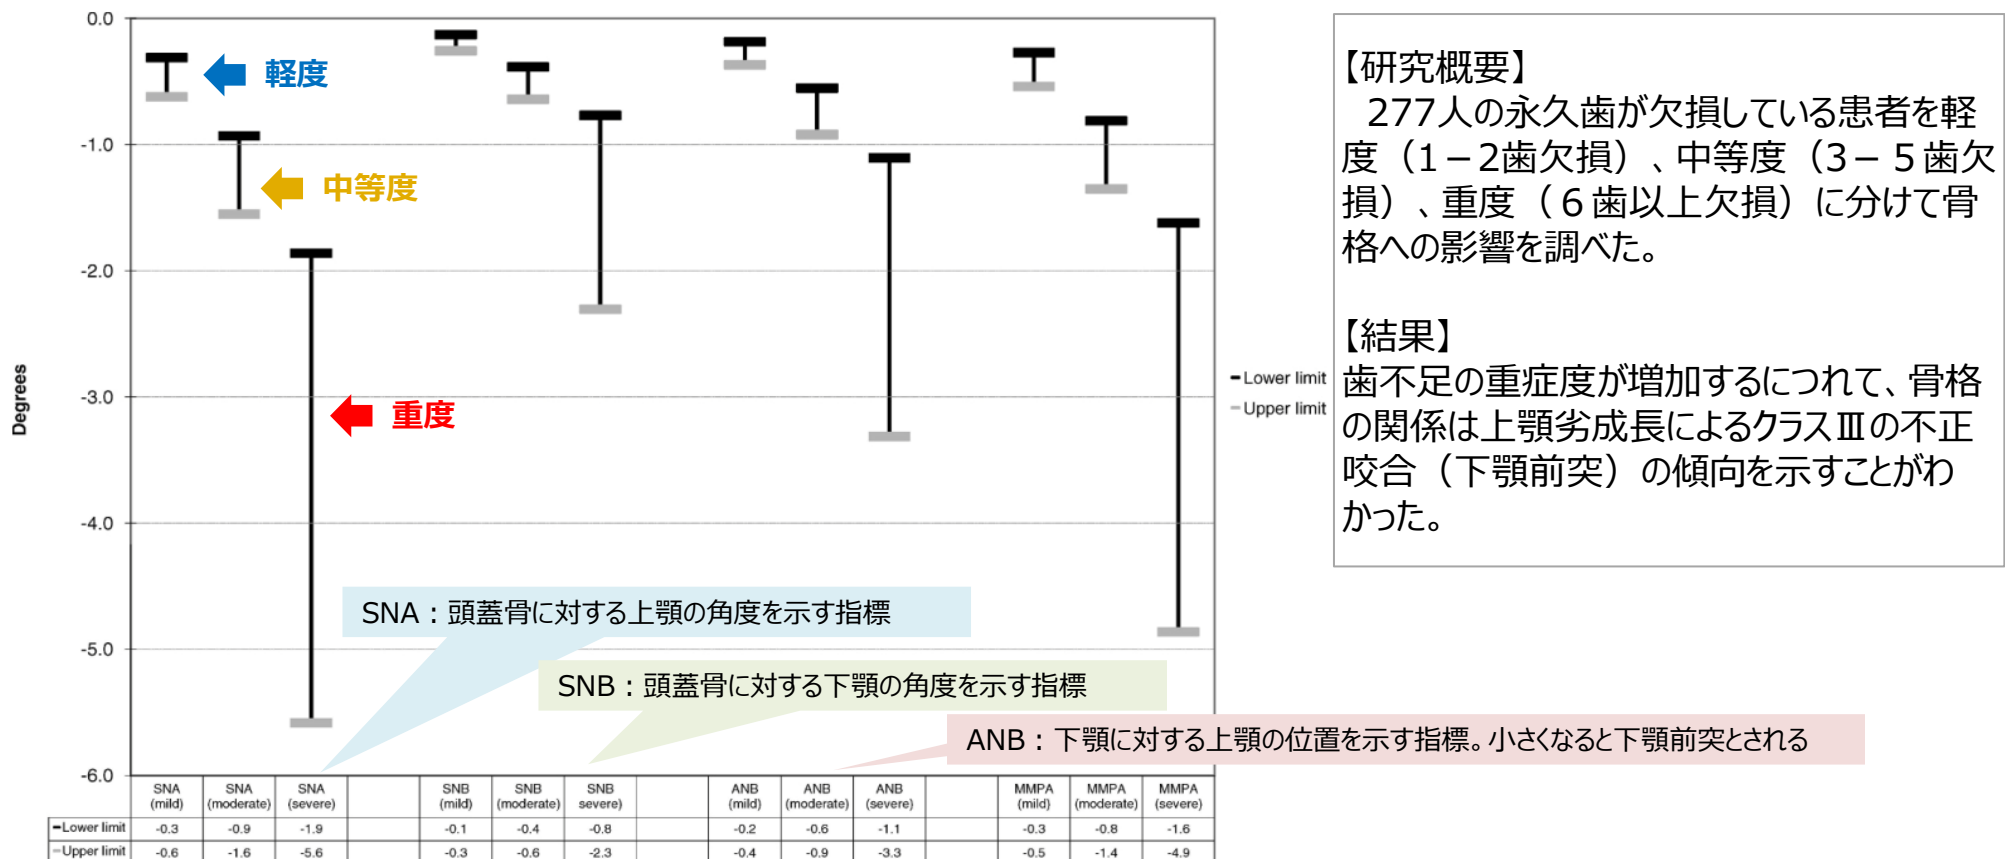 0.0
-1.0
-2.0
-3.0
-4.0
-5.0
-6.0
Degrees
軽度
中等度
重度
Lower limit
Upper limit
SNA：頭蓋骨に対する上顎の角度を示す指標
SNB：頭蓋骨に対する下顎の角度を示す指標
ANB：下顎に対する上顎の位置を示す指標。小さくなると下顎前突とされる
SNA (mild) SNA (moderate) SNA (severe) SNB (mild) SNB (moderate) SNB severe) ANB (mild) ANB (moderate) ANB (severe) MMPA (mild) MMPA (moderate) MMPA (severe)
Lower limit -0.3 -0.9 -1.9 -0.1 -0.4 -0.8 -0.2 -0.6 -1.1 -0.3 -0.8 -1.6
Upper limit -0.6 -1.6 -5.6 -0.3 -0.6 -2.3 -0.4 -0.9 -3.3 -0.5 -1.4 -4.9
【研究概要】
277人の永久歯が欠損している患者を軽
度（1－2歯欠損）、中等度（3－５歯欠
損）、重度（６歯以上欠損）に分けて骨
格への影響を調べた。
【結果】
歯不足の重症度が増加するにつれて、骨格
の関係は上顎劣成長によるクラスⅢの不正
咬合（下顎前突）の傾向を示すことがわ
かった。